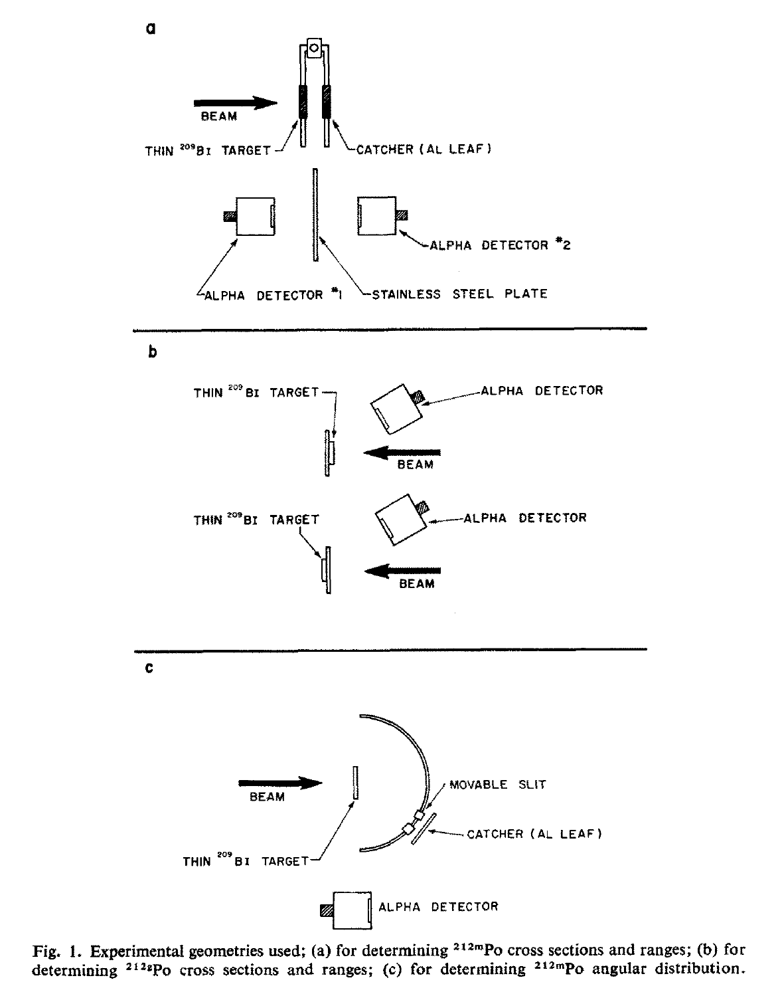 a
BEAM
THIN ²⁰⁹BI TARGET
CATCHER (AL LEAF)
ALPHA DETECTOR #2
ALPHA DETECTOR #1
STAINLESS STEEL PLATE
b
THIN ²⁰⁹BI TARGET
ALPHA DETECTOR
BEAM
THIN ²⁰⁹BI TARGET
ALPHA DETECTOR
BEAM
c
MOVABLE SLIT
BEAM
CATCHER (AL LEAF)
THIN ²⁰⁹BI TARGET
ALPHA DETECTOR
Fig. 1. Experimental geometries used; (a) for determining ²¹²ᵐPo cross sections and ranges; (b) for
determining ²¹²ᵍPo cross sections and ranges; (c) for determining ²¹²ᵐPo angular distribution.